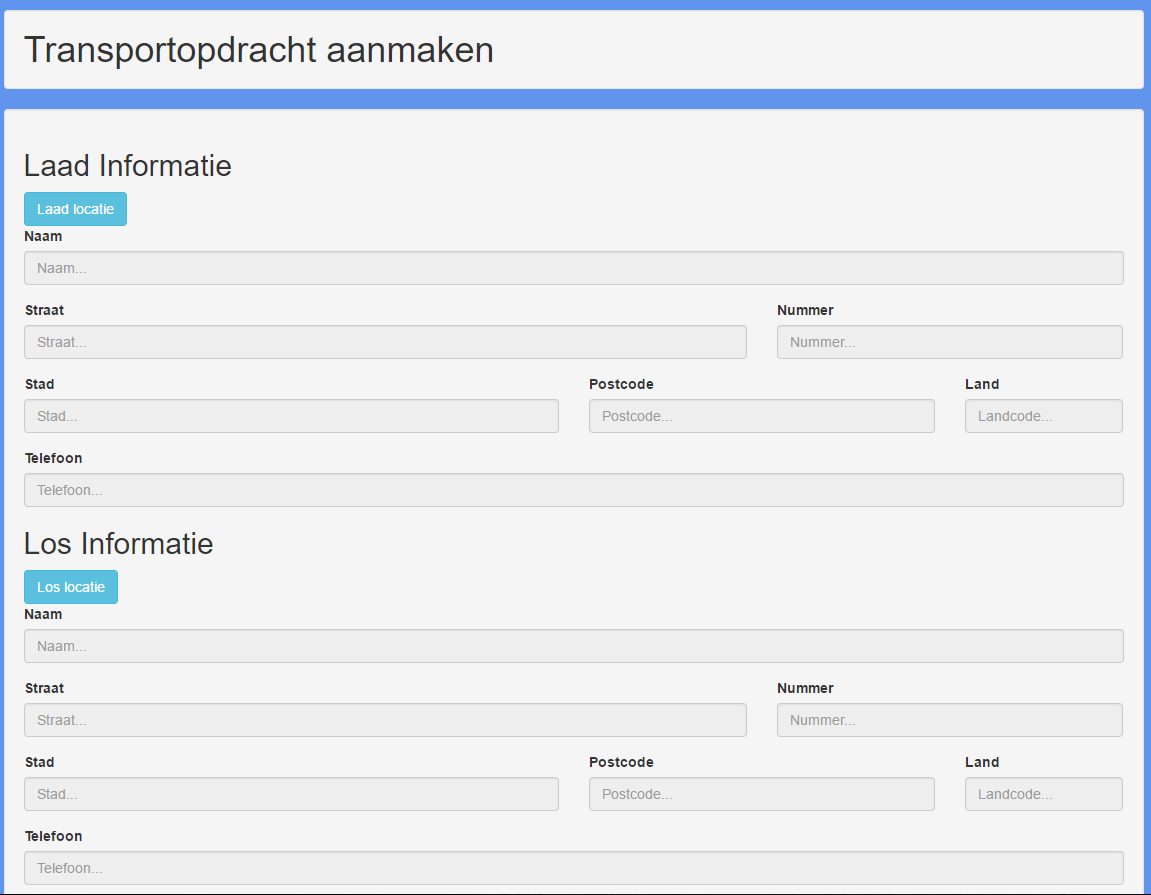 Transportopdracht aanmaken
Laad Informatie
Laad locatie
Naam
Naam...
Straat Nummer
Straat... Nummer...
Stad Postcode Land
Stad... Postcode... Landcode...
Telefoon
Telefoon...
Los Informatie
Los locatie
Naam
Naam...
Straat Nummer
Straat... Nummer...
Stad Postcode Land
Stad... Postcode... Landcode...
Telefoon
Telefoon...